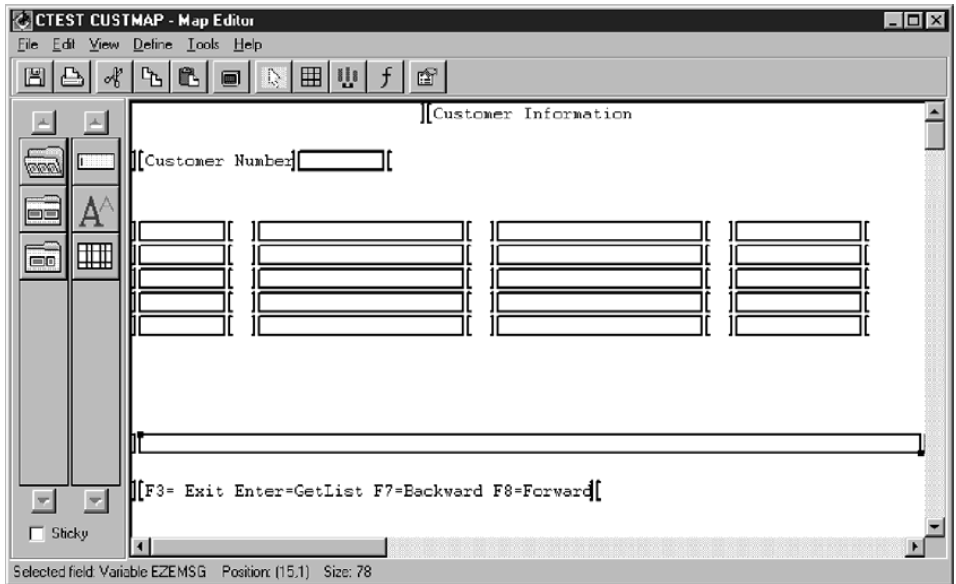 CTEST CUSTMAP - Map Editor
File Edit View Define Tools Help
][Customer Information
][Customer Number][
][F3= Exit Enter=GetList F7=Backward F8=Forward][
Sticky
Selected field: Variable EZEMSG Position: (15,1) Size: 78